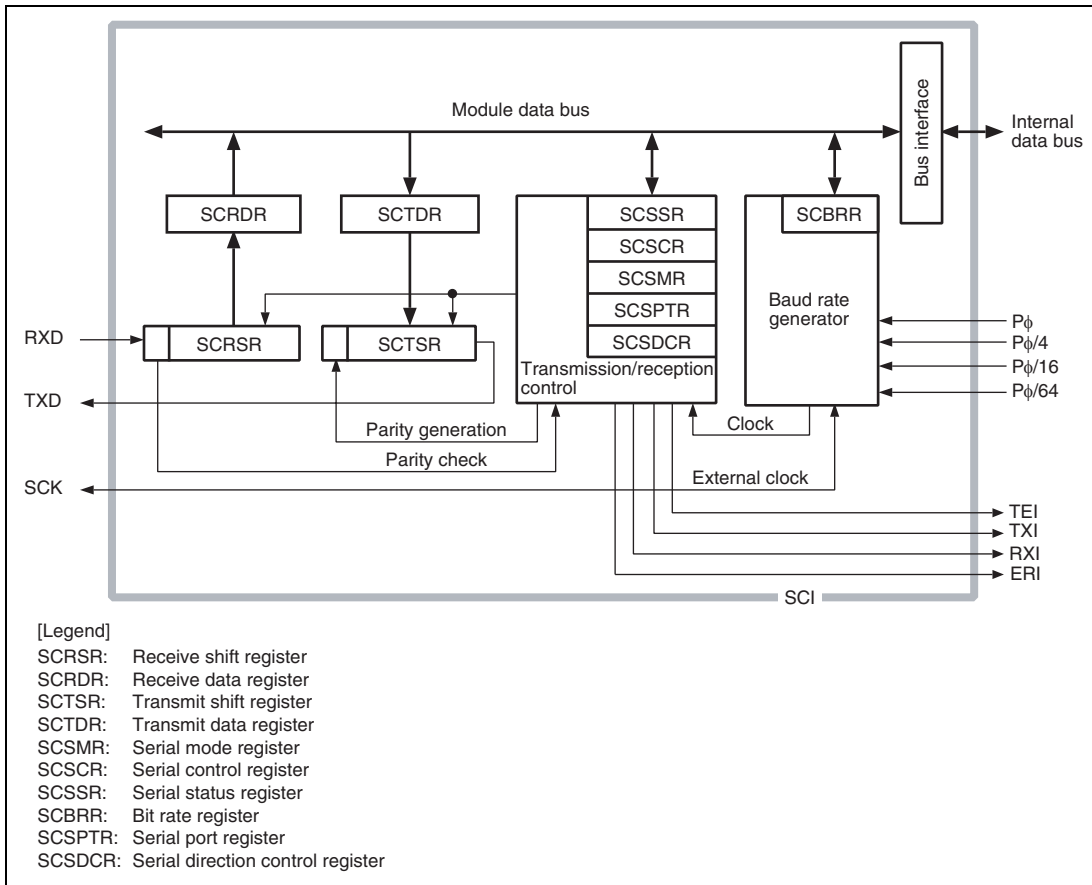 Module data bus
Bus interface
Internal
data bus
SCRDR
SCTDR
SCSSR
SCSCR
SCSMR
SCSPTR
SCSDCR
Transmission/reception
control
SCBRR
Baud rate
generator
RXD
SCRSR
SCTSR
Pϕ
Pϕ/4
Pϕ/16
Pϕ/64
TXD
Parity generation
Clock
Parity check
SCK
External clock
TEI
TXI
RXI
ERI
SCI
[Legend]
SCRSR: Receive shift register
SCRDR: Receive data register
SCTSR: Transmit shift register
SCTDR: Transmit data register
SCSMR: Serial mode register
SCSCR: Serial control register
SCSSR: Serial status register
SCBRR: Bit rate register
SCSPTR: Serial port register
SCSDCR: Serial direction control register